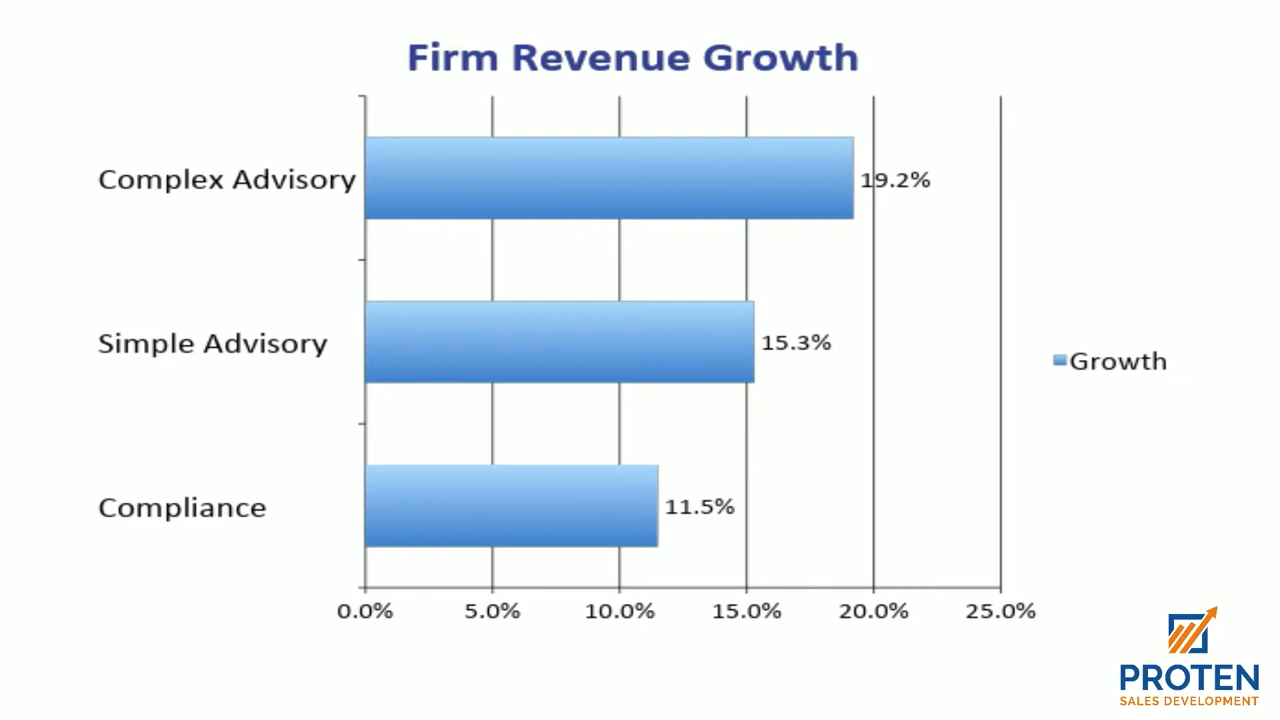 Firm Revenue Growth
Complex Advisory
19.2%
Simple Advisory
15.3%
Growth
Compliance
11.5%
0.0% 5.0% 10.0% 15.0% 20.0% 25.0%
PROTEN
SALES DEVELOPMENT